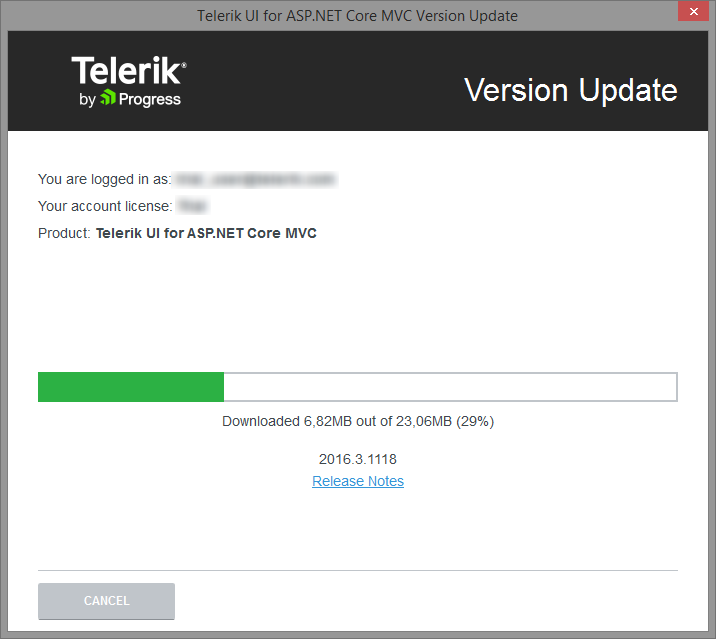 Telerik UI for ASP.NET Core MVC Version Update
Telerik®
by Progress
Version Update
You are logged in as:
Your account license:
Product: Telerik UI for ASP.NET Core MVC
Downloaded 6,82MB out of 23,06MB (29%)
2016.3.1118
Release Notes
CANCEL